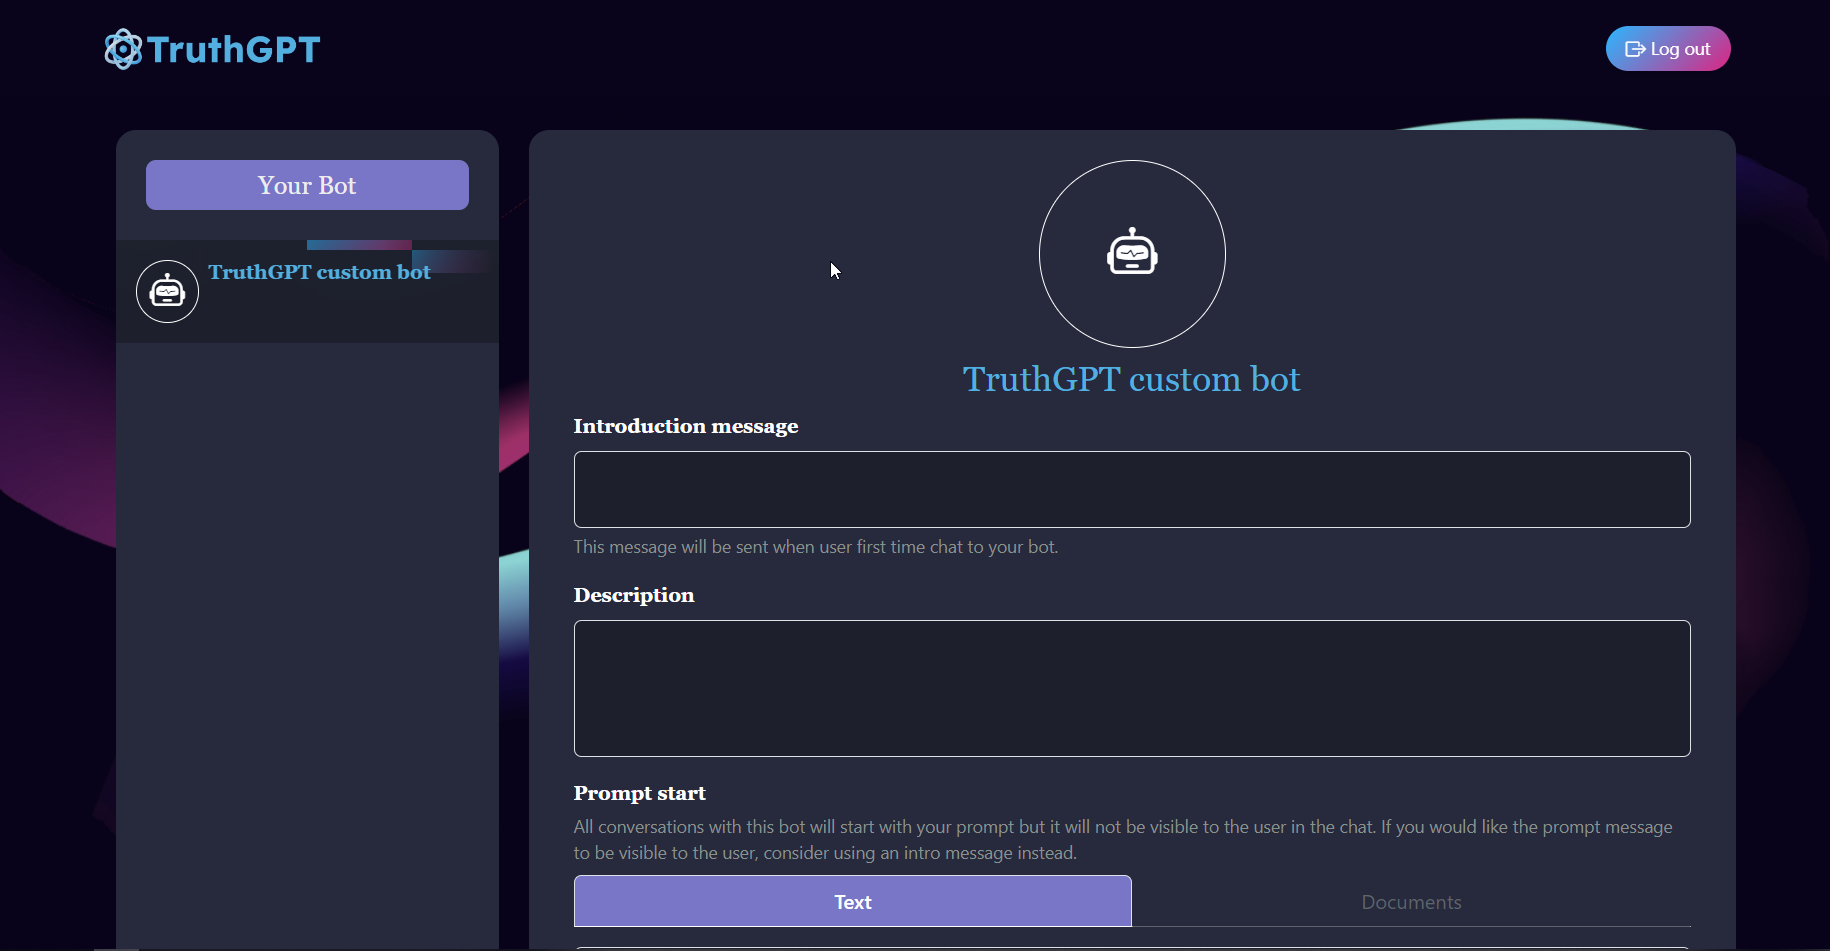 TruthGPT
Log out
Your Bot
TruthGPT custom bot
TruthGPT custom bot
Introduction message
This message will be sent when user first time chat to your bot.
Description
Prompt start
All conversations with this bot will start with your prompt but it will not be visible to the user in the chat. If you would like the prompt message
to be visible to the user, consider using an intro message instead.
Text
Documents